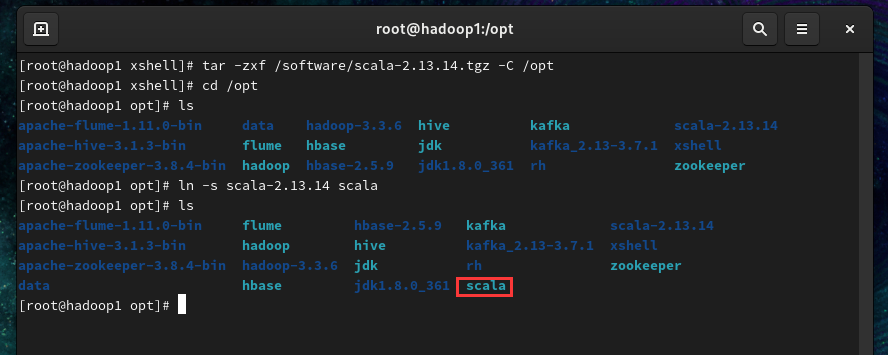 root@hadoop1:/opt
[root@hadoop1 xshell]# tar -zxf /software/scala-2.13.14.tgz -C /opt
[root@hadoop1 xshell]# cd /opt
[root@hadoop1 opt]# ls
apache-flume-1.11.0-bin data hadoop-3.3.6 hive kafka scala-2.13.14
apache-hive-3.1.3-bin flume hbase jdk kafka_2.13-3.7.1 xshell
apache-zookeeper-3.8.4-bin hadoop hbase-2.5.9 jdk1.8.0_361 rh zookeeper
[root@hadoop1 opt]# ln -s scala-2.13.14 scala
[root@hadoop1 opt]# ls
apache-flume-1.11.0-bin flume hbase-2.5.9 kafka scala-2.13.14
apache-hive-3.1.3-bin hadoop hive kafka_2.13-3.7.1 xshell
apache-zookeeper-3.8.4-bin hadoop-3.3.6 jdk rh zookeeper
data hbase jdk1.8.0_361 scala
[root@hadoop1 opt]#